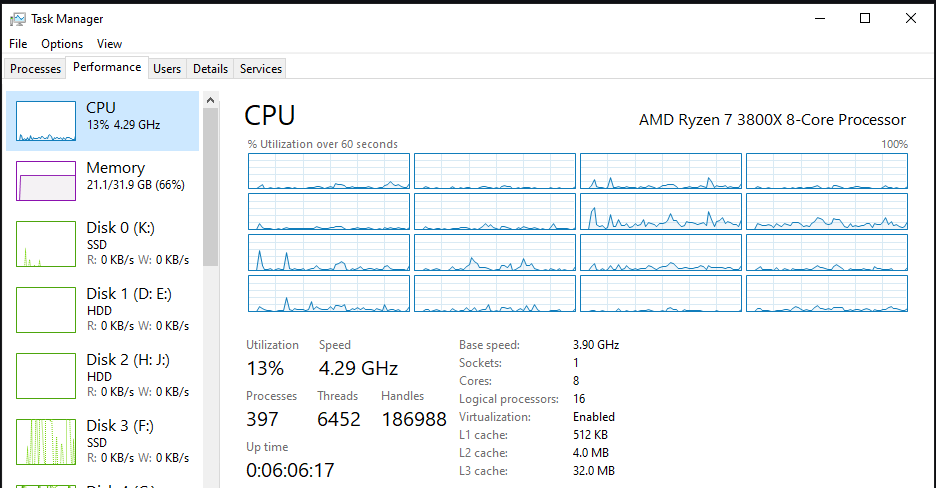 Task Manager
File Options View
Processes Performance Users Details Services
CPU
13% 4.29 GHz
Memory
21.1/31.9 GB (66%)
Disk 0 (K:)
SSD
R: 0 KB/s W: 0 KB/s
Disk 1 (D: E:)
HDD
R: 0 KB/s W: 0 KB/s
Disk 2 (H: J:)
HDD
R: 0 KB/s W: 0 KB/s
Disk 3 (F:)
SSD
R: 0 KB/s W: 0 KB/s
CPU AMD Ryzen 7 3800X 8-Core Processor
% Utilization over 60 seconds 100%
Utilization Speed
13% 4.29 GHz
Processes Threads Handles
397 6452 186988
Up time
0:06:06:17
Base speed: 3.90 GHz
Sockets: 1
Cores: 8
Logical processors: 16
Virtualization: Enabled
L1 cache: 512 KB
L2 cache: 4.0 MB
L3 cache: 32.0 MB